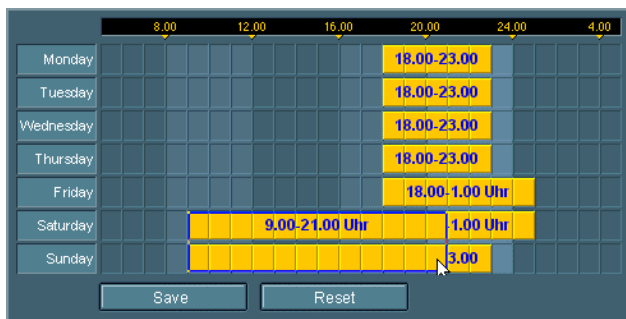 8.00 12.00 16.00 20.00 24.00 4.00
Monday 18.00-23.00
Tuesday 18.00-23.00
Wednesday 18.00-23.00
Thursday 18.00-23.00
Friday 18.00-1.00 Uhr
Saturday 9.00-21.00 Uhr -1.00 Uhr
Sunday 3.00
Save Reset